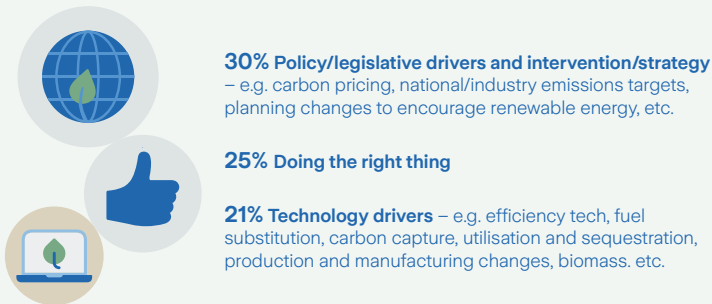 30% Policy/legislative drivers and intervention/strategy
– e.g. carbon pricing, national/industry emissions targets,
planning changes to encourage renewable energy, etc.
25% Doing the right thing
21% Technology drivers – e.g. efficiency tech, fuel
substitution, carbon capture, utilisation and sequestration,
production and manufacturing changes, biomass. etc.